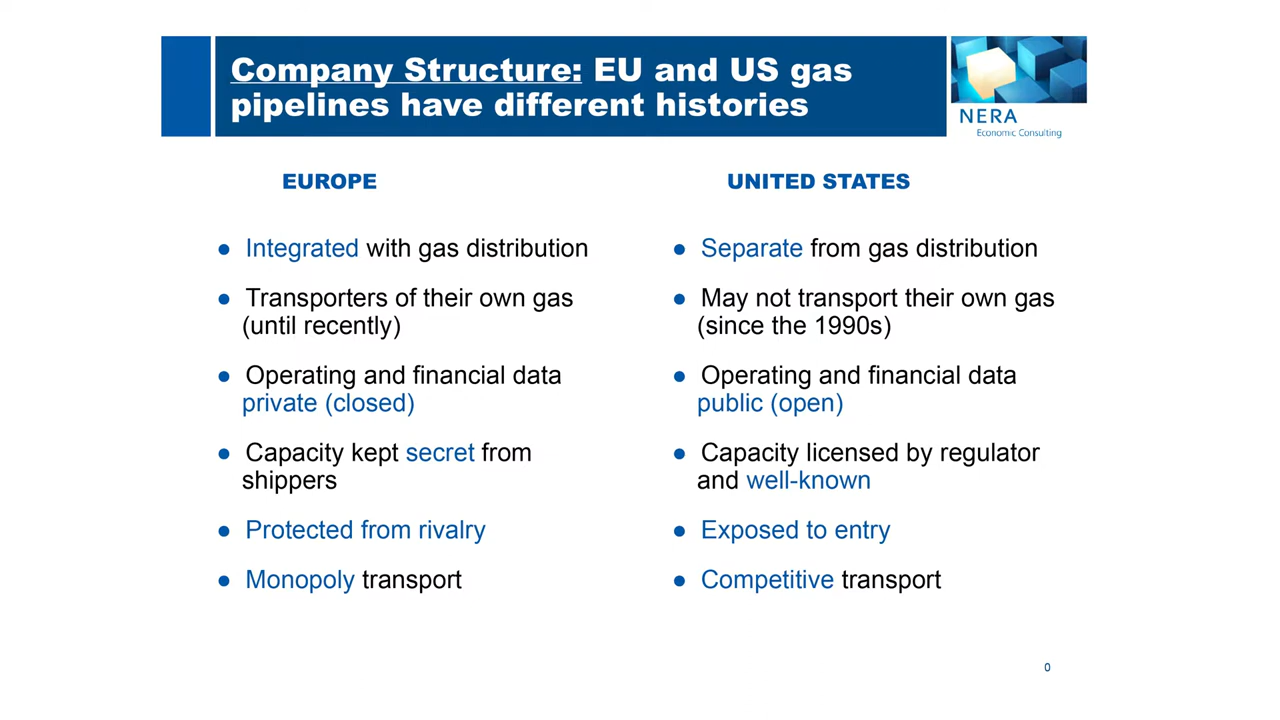 Company Structure: EU and US gas
pipelines have different histories
NERA
Economic Consulting
EUROPE
● Integrated with gas distribution
● Transporters of their own gas
(until recently)
● Operating and financial data
private (closed)
● Capacity kept secret from
shippers
● Protected from rivalry
● Monopoly transport
UNITED STATES
● Separate from gas distribution
● May not transport their own gas
(since the 1990s)
● Operating and financial data
public (open)
● Capacity licensed by regulator
and well-known
● Exposed to entry
● Competitive transport
0